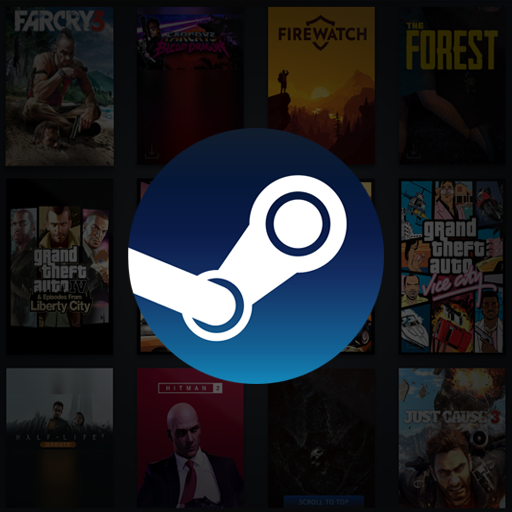 FARCRY3
FARCRY3
BLOOD DRAGON
FIREWATCH
THE
FOREST
grand
theft
auto IV
& Episodes From
Liberty City
grand
theft
auto
vice city
HALF-LIFE 2
HITMAN 2
SCROLL TO TOP
JUST CAUSE 3